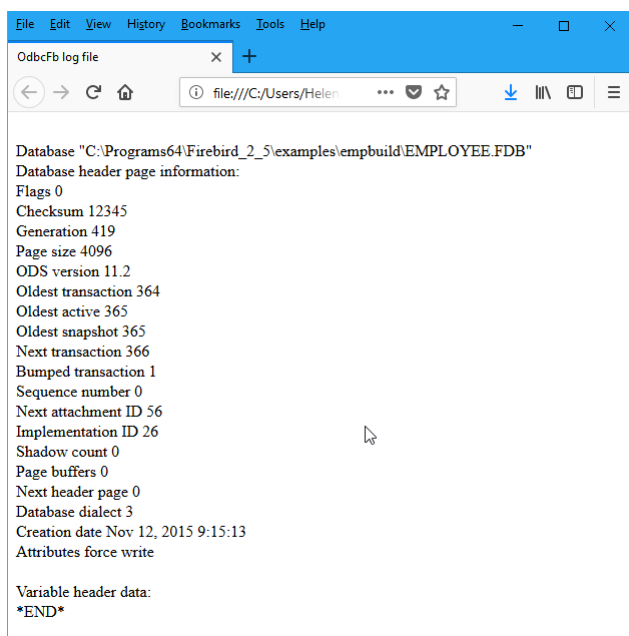 File Edit View History Bookmarks Tools Help
OdbcFb log file
file:///C:/Users/Helen
Database "C:\Programs64\Firebird_2_5\examples\empbuild\EMPLOYEE.FDB"
Database header page information:
Flags 0
Checksum 12345
Generation 419
Page size 4096
ODS version 11.2
Oldest transaction 364
Oldest active 365
Oldest snapshot 365
Next transaction 366
Bumped transaction 1
Sequence number 0
Next attachment ID 56
Implementation ID 26
Shadow count 0
Page buffers 0
Next header page 0
Database dialect 3
Creation date Nov 12, 2015 9:15:13
Attributes force write
Variable header data:
*END*